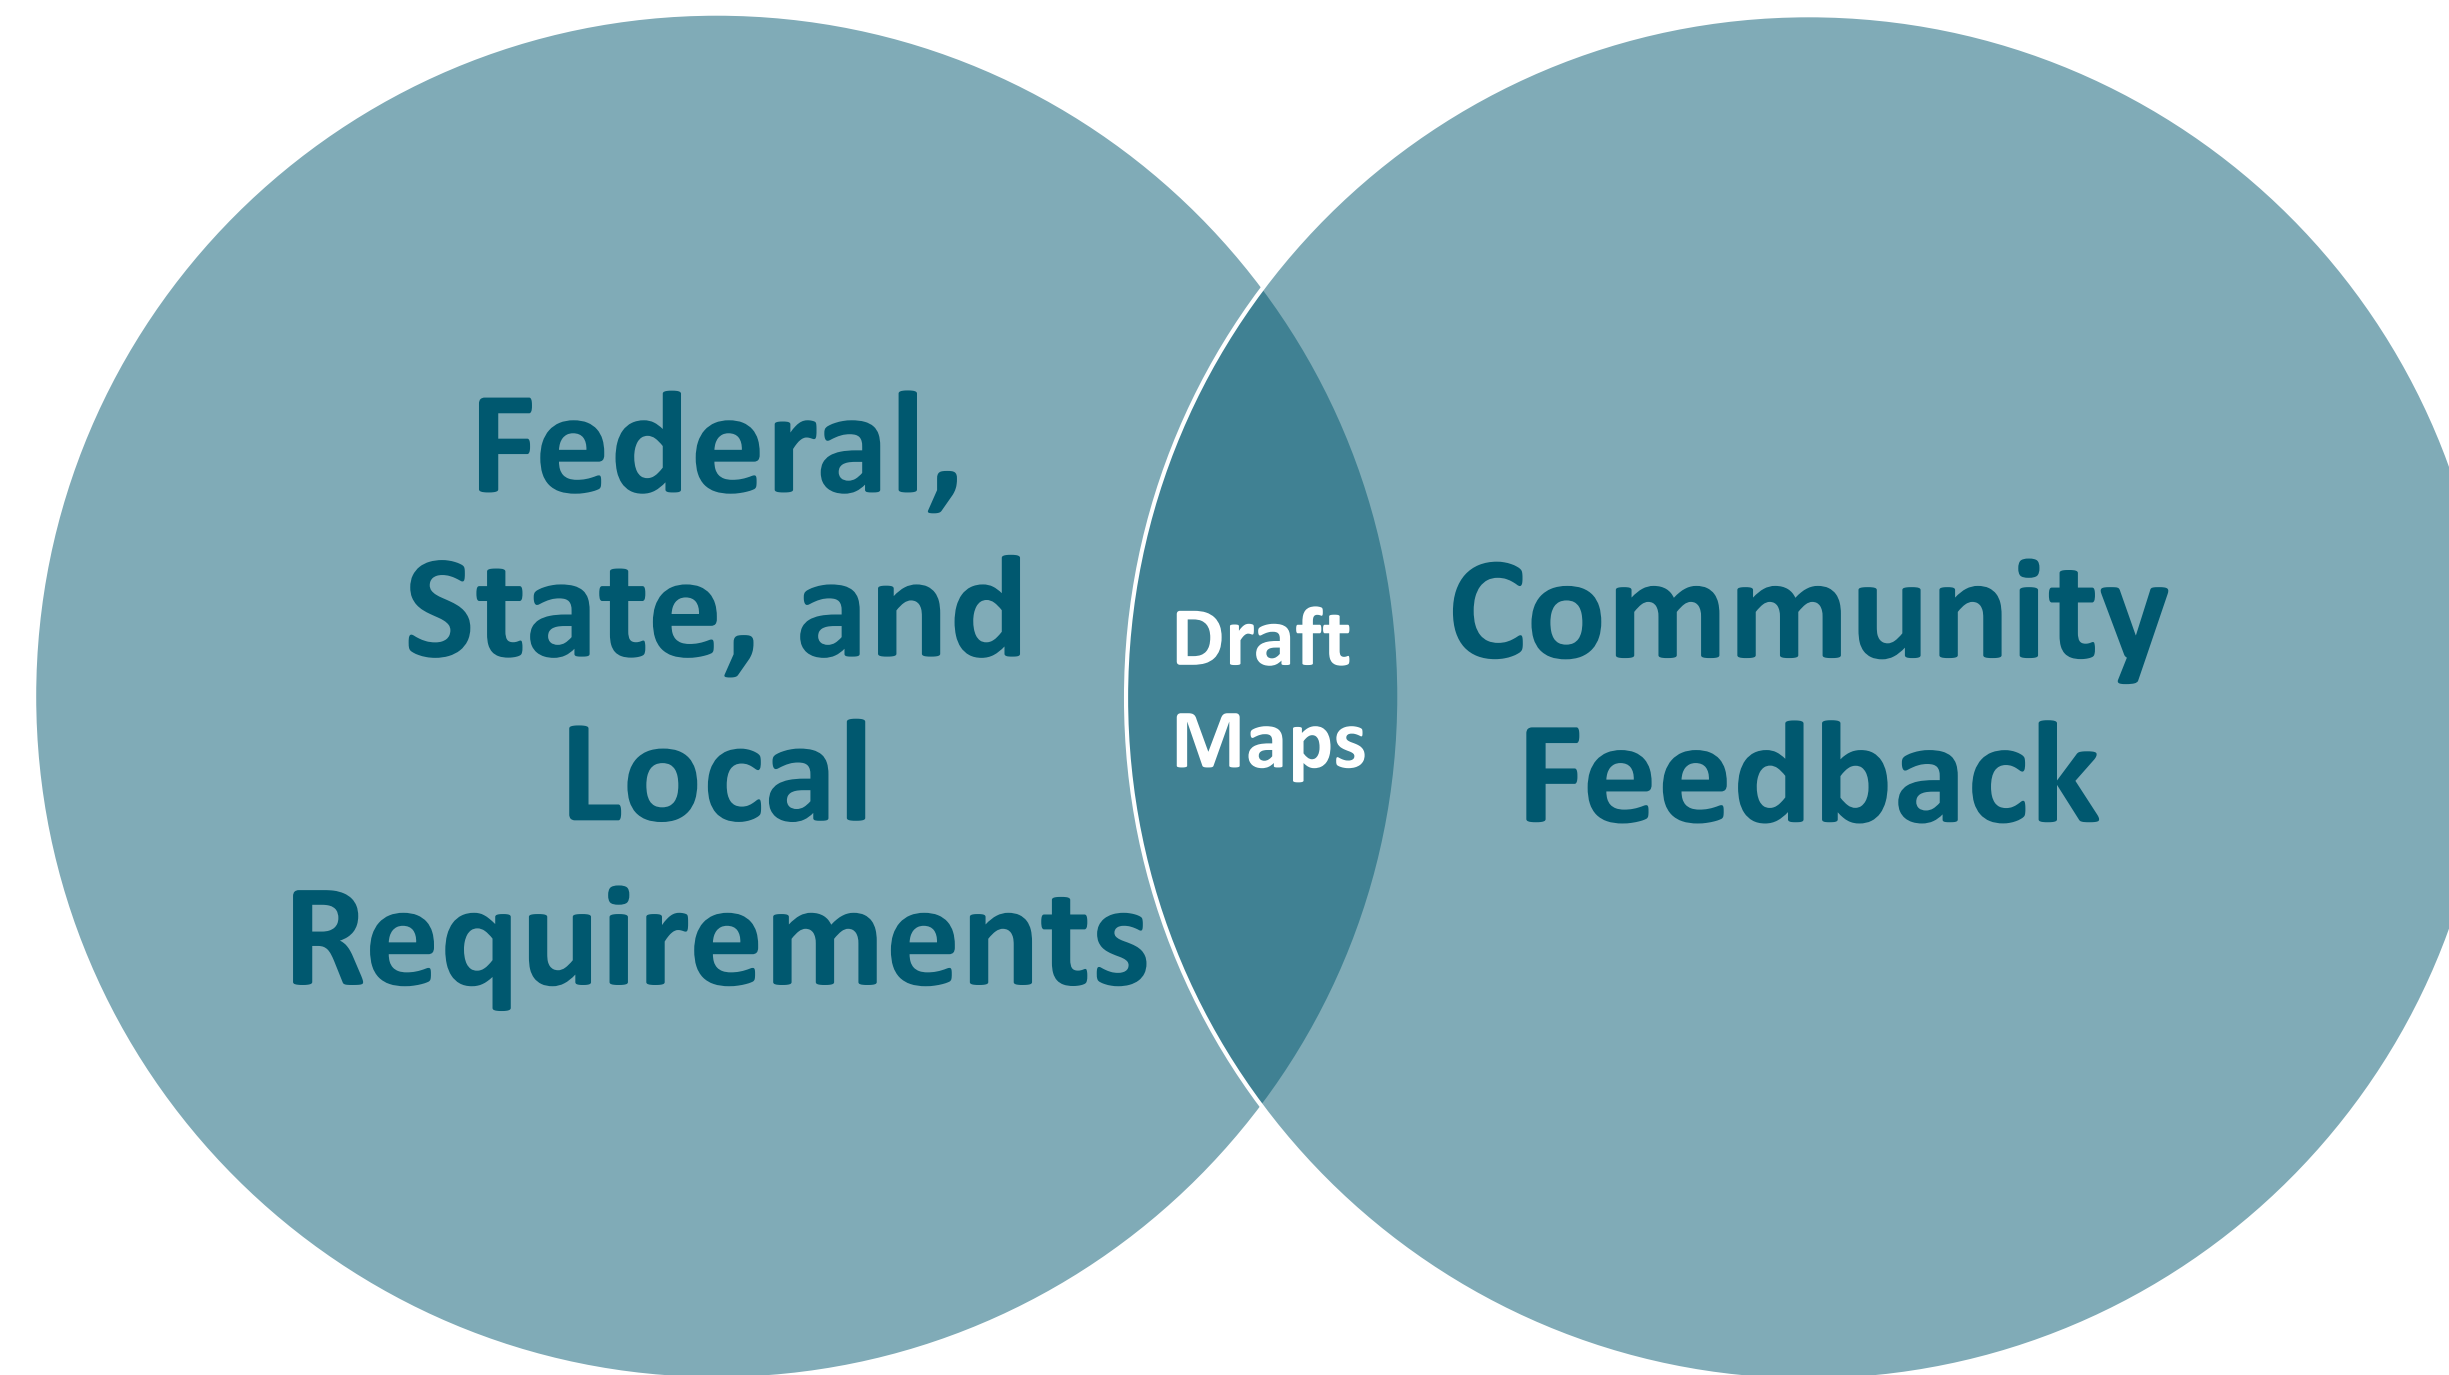 Federal,
State, and
Local
Requirements
Draft
Maps
Community
Feedback